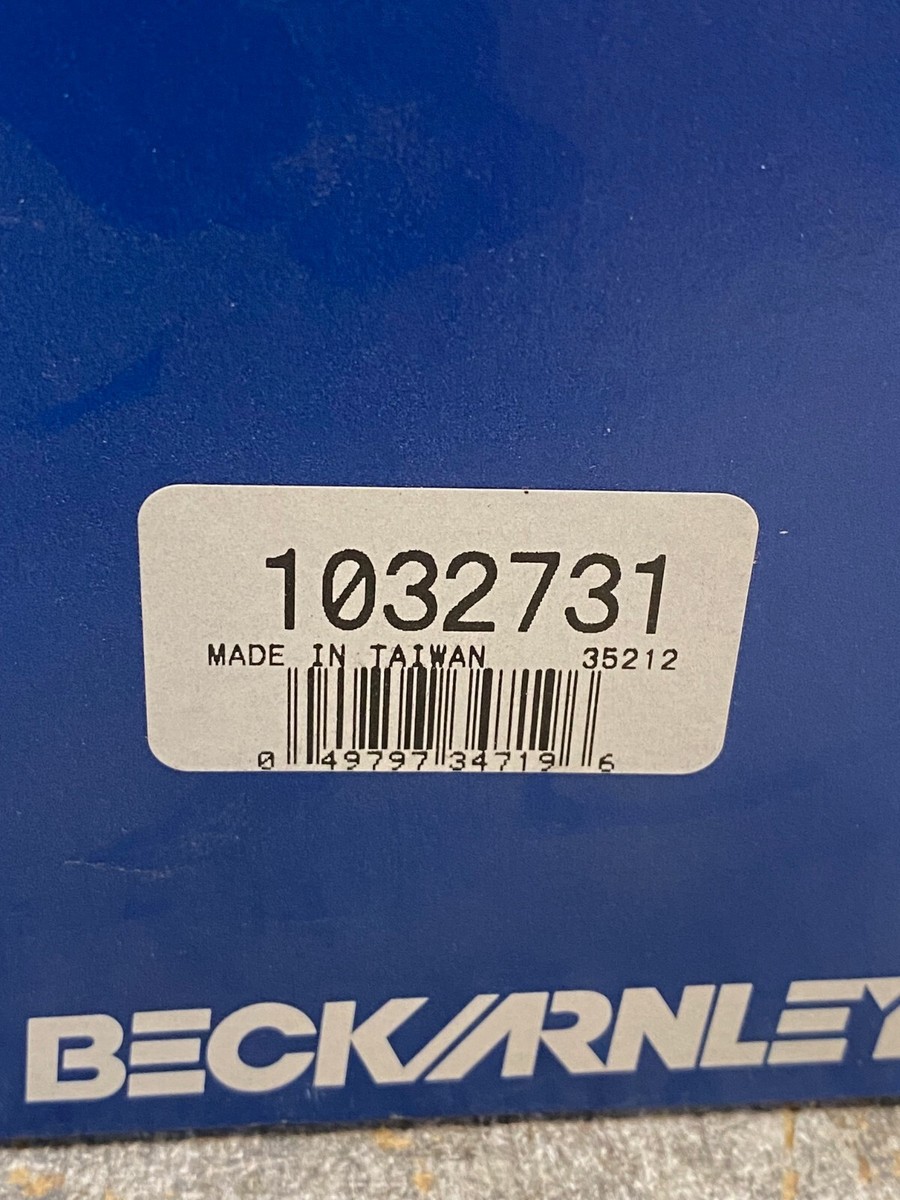 1032731
MADE IN TAIWAN 35212
0 49797 34719 6
BECK/ARNLEY